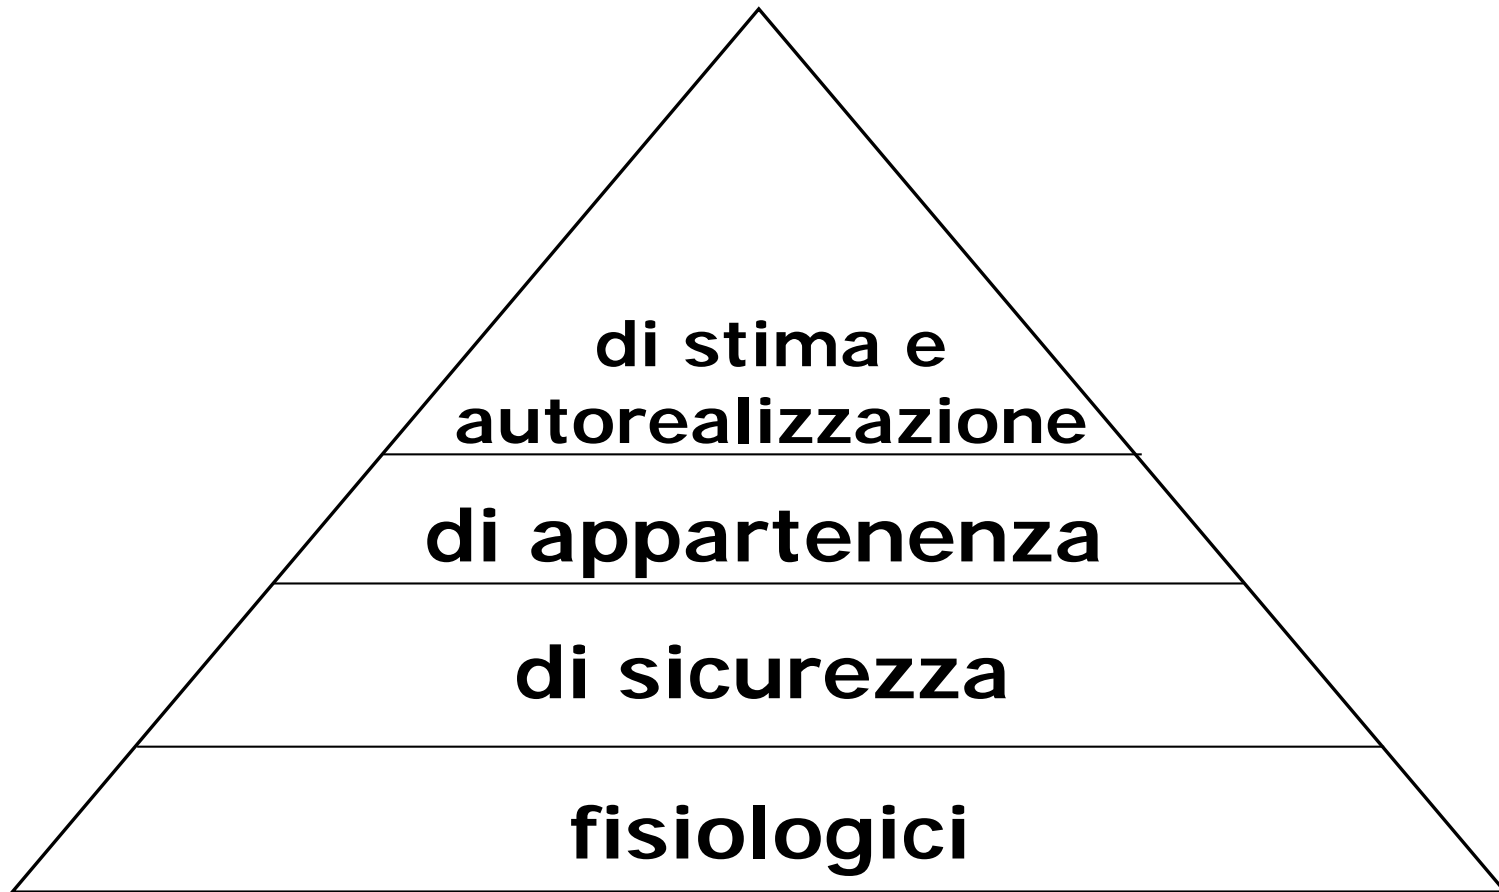 di stima e
autorealizzazione
di appartenenza
di sicurezza
fisiologici